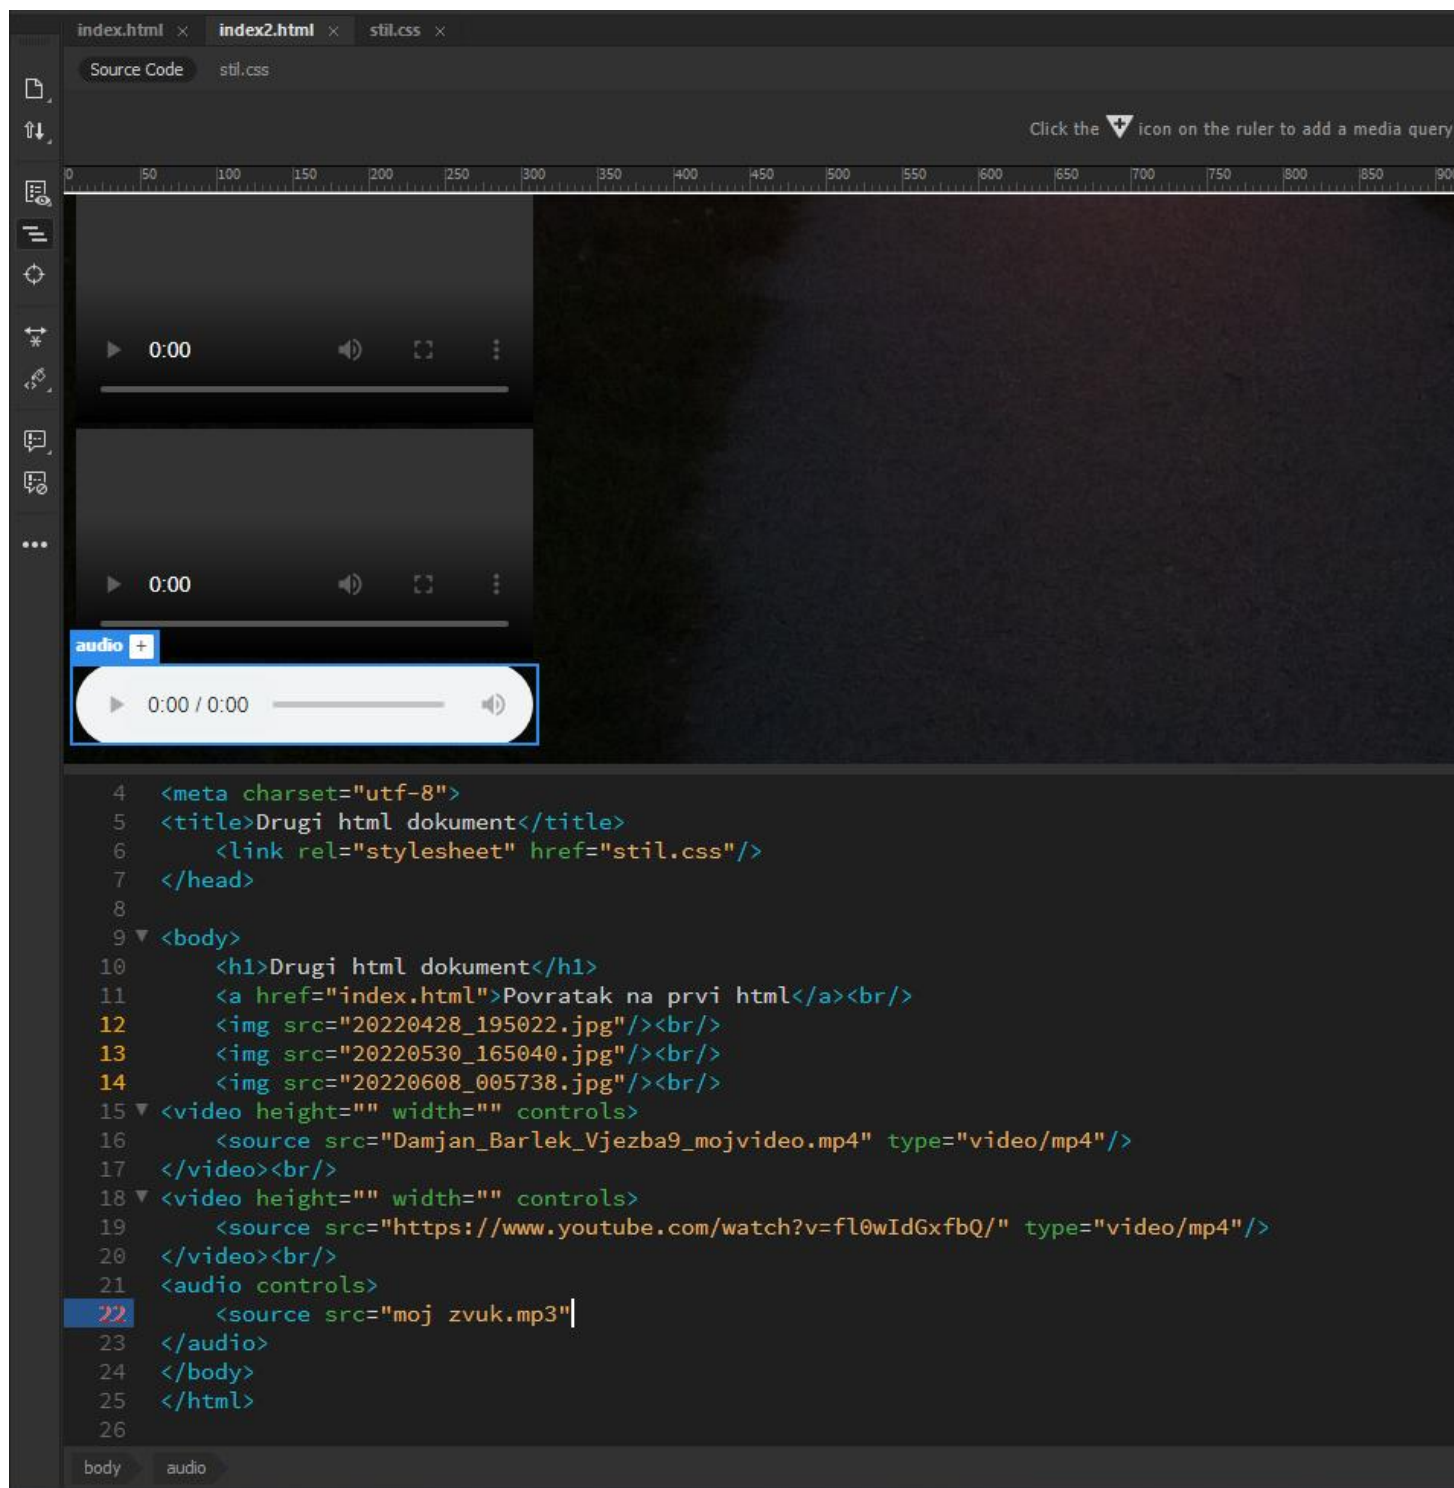 index.html × index2.html × stil.css ×
Source Code stil.css
Click the icon on the ruler to add a media query
0 50 100 150 200 250 300 350 400 450 500 550 600 650 700 750 800 850 90
0:00
0:00
audio +
0:00 / 0:00
4 <meta charset="utf-8">
5 <title>Drugi html dokument</title>
6 <link rel="stylesheet" href="stil.css"/>
7 </head>
8
9 <body>
10 <h1>Drugi html dokument</h1>
11 <a href="index.html">Povratak na prvi html</a><br/>
12 <img src="20220428_195022.jpg"/><br/>
13 <img src="20220530_165040.jpg"/><br/>
14 <img src="20220608_005738.jpg"/><br/>
15 <video height="" width="" controls>
16 <source src="Damjan_Barlek_Vjezba9_mojvideo.mp4" type="video/mp4"/>
17 </video><br/>
18 <video height="" width="" controls>
19 <source src="https://www.youtube.com/watch?v=fl0wIdGxfbQ/" type="video/mp4"/>
20 </video><br/>
21 <audio controls>
22 <source src="moj zvuk.mp3"
23 </audio>
24 </body>
25 </html>
26
body audio